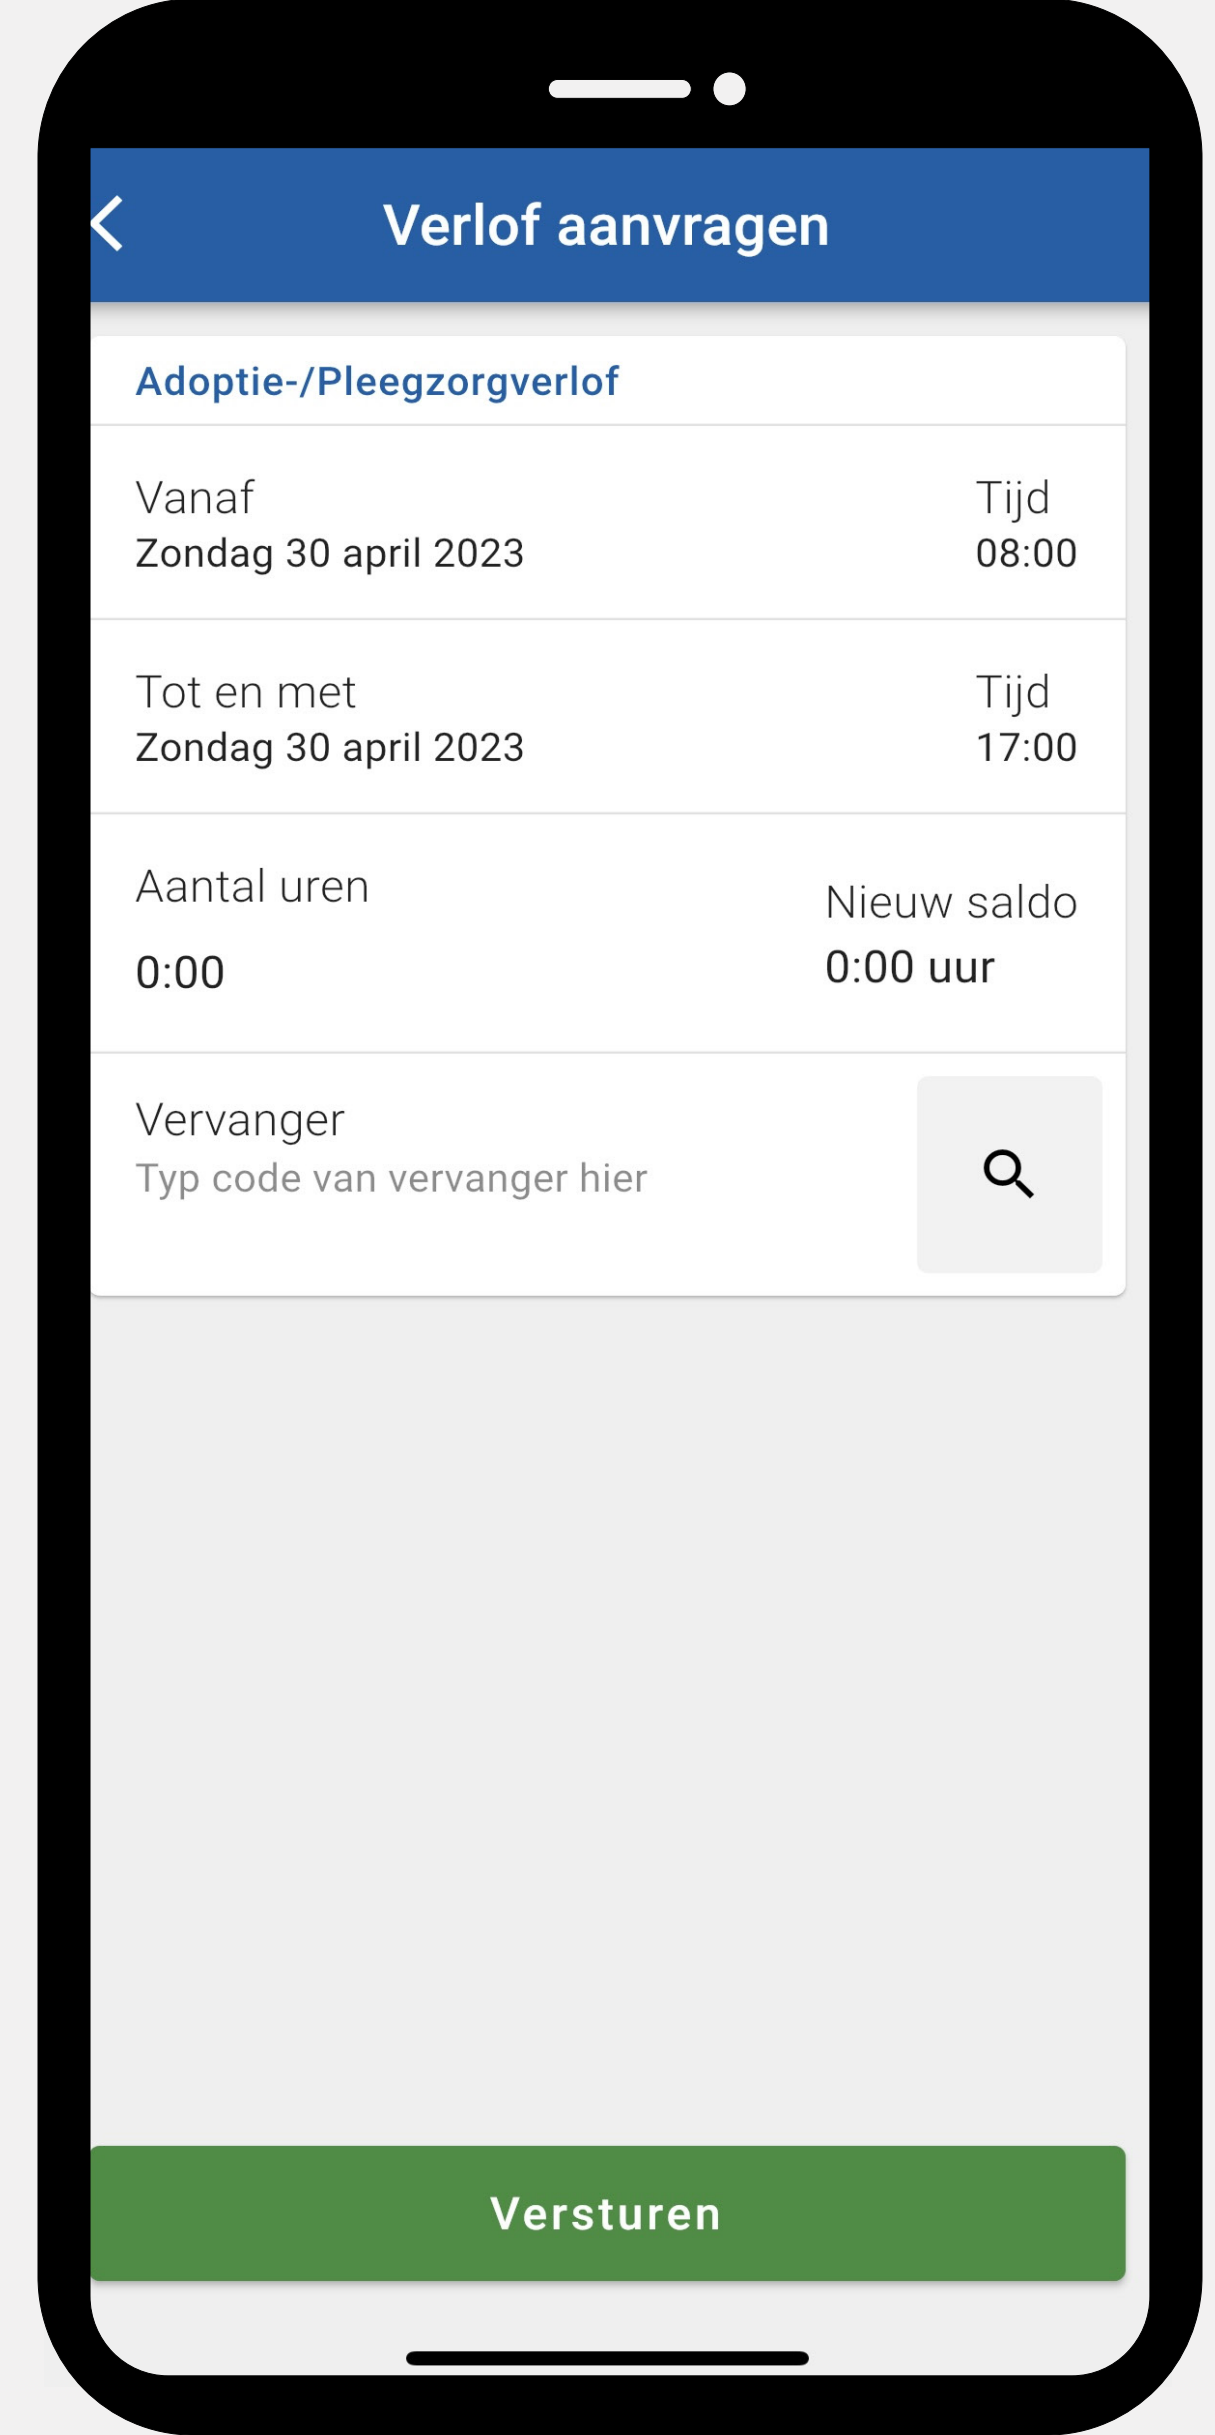 Verlof aanvragen
Adoptie-/Pleegzorgverlof
Vanaf Tijd
Zondag 30 april 2023 08:00
Tot en met Tijd
Zondag 30 april 2023 17:00
Aantal uren Nieuw saldo
0:00 0:00 uur
Vervanger
Typ code van vervanger hier
Versturen